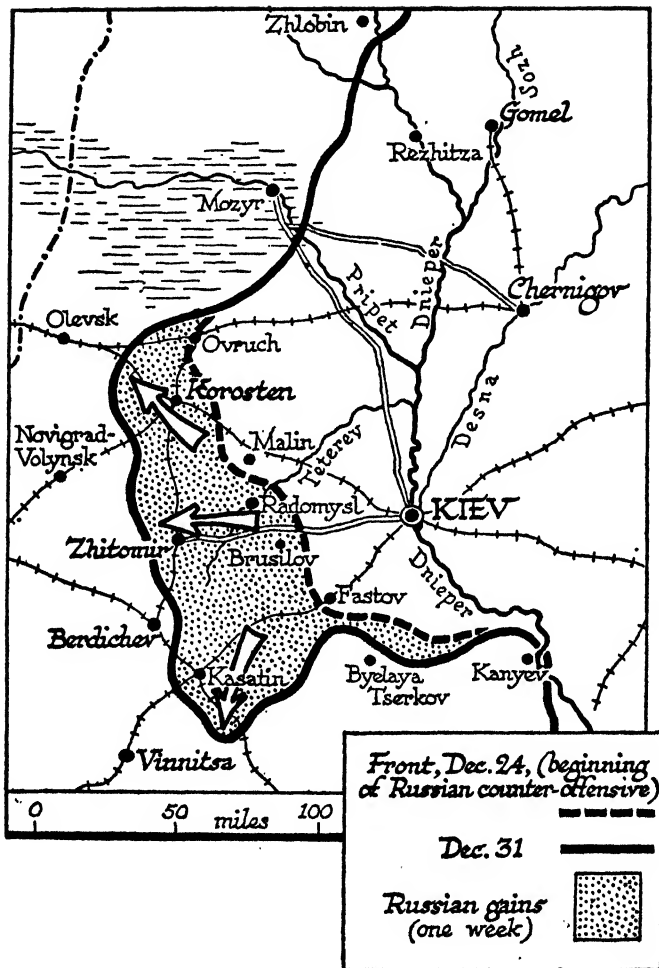 Zhlobin
Sozh
Gomel
Rezhitza
Mozyr
Pripet
Dnieper
Chernigov
Olevsk
Ovruch
Korosten
Desna
Novigrad-
Volynsk
Malin
Teterev
Radomysl
KIEV
Zhitomir
Brusilov
Dnieper
Fastov
Berdichev
Kasatin
Byelaya
Tserkov
Kanyev
Vinnitsa
0 50 miles 100
Front, Dec. 24, (beginning
of Russian counter-offensive)
Dec. 31
Russian gains
(one week)